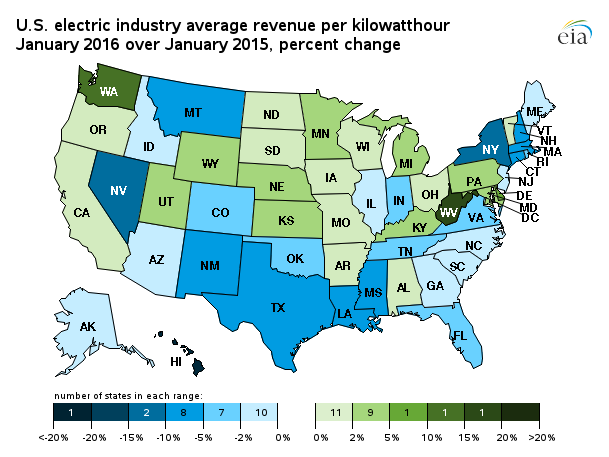 U.S. electric industry average revenue per kilowatthour
January 2016 over January 2015, percent change
eia
WA
MT
ND
MN
ME
OR
ID
SD
WI
MI
NY
VT
NH
MA
RI
CT
NJ
WY
NE
IA
PA
NV
UT
CO
KS
IL
IN
OH
WV
DE
MD
DC
CA
MO
KY
VA
AZ
NM
OK
AR
TN
NC
SC
TX
LA
MS
AL
GA
FL
AK
HI
number of states in each range:
1 2 8 7 10 11 9 1 1 1
<-20% -20% -15% -10% -5% -2% 0% 0% 2% 5% 10% 15% 20% >20%